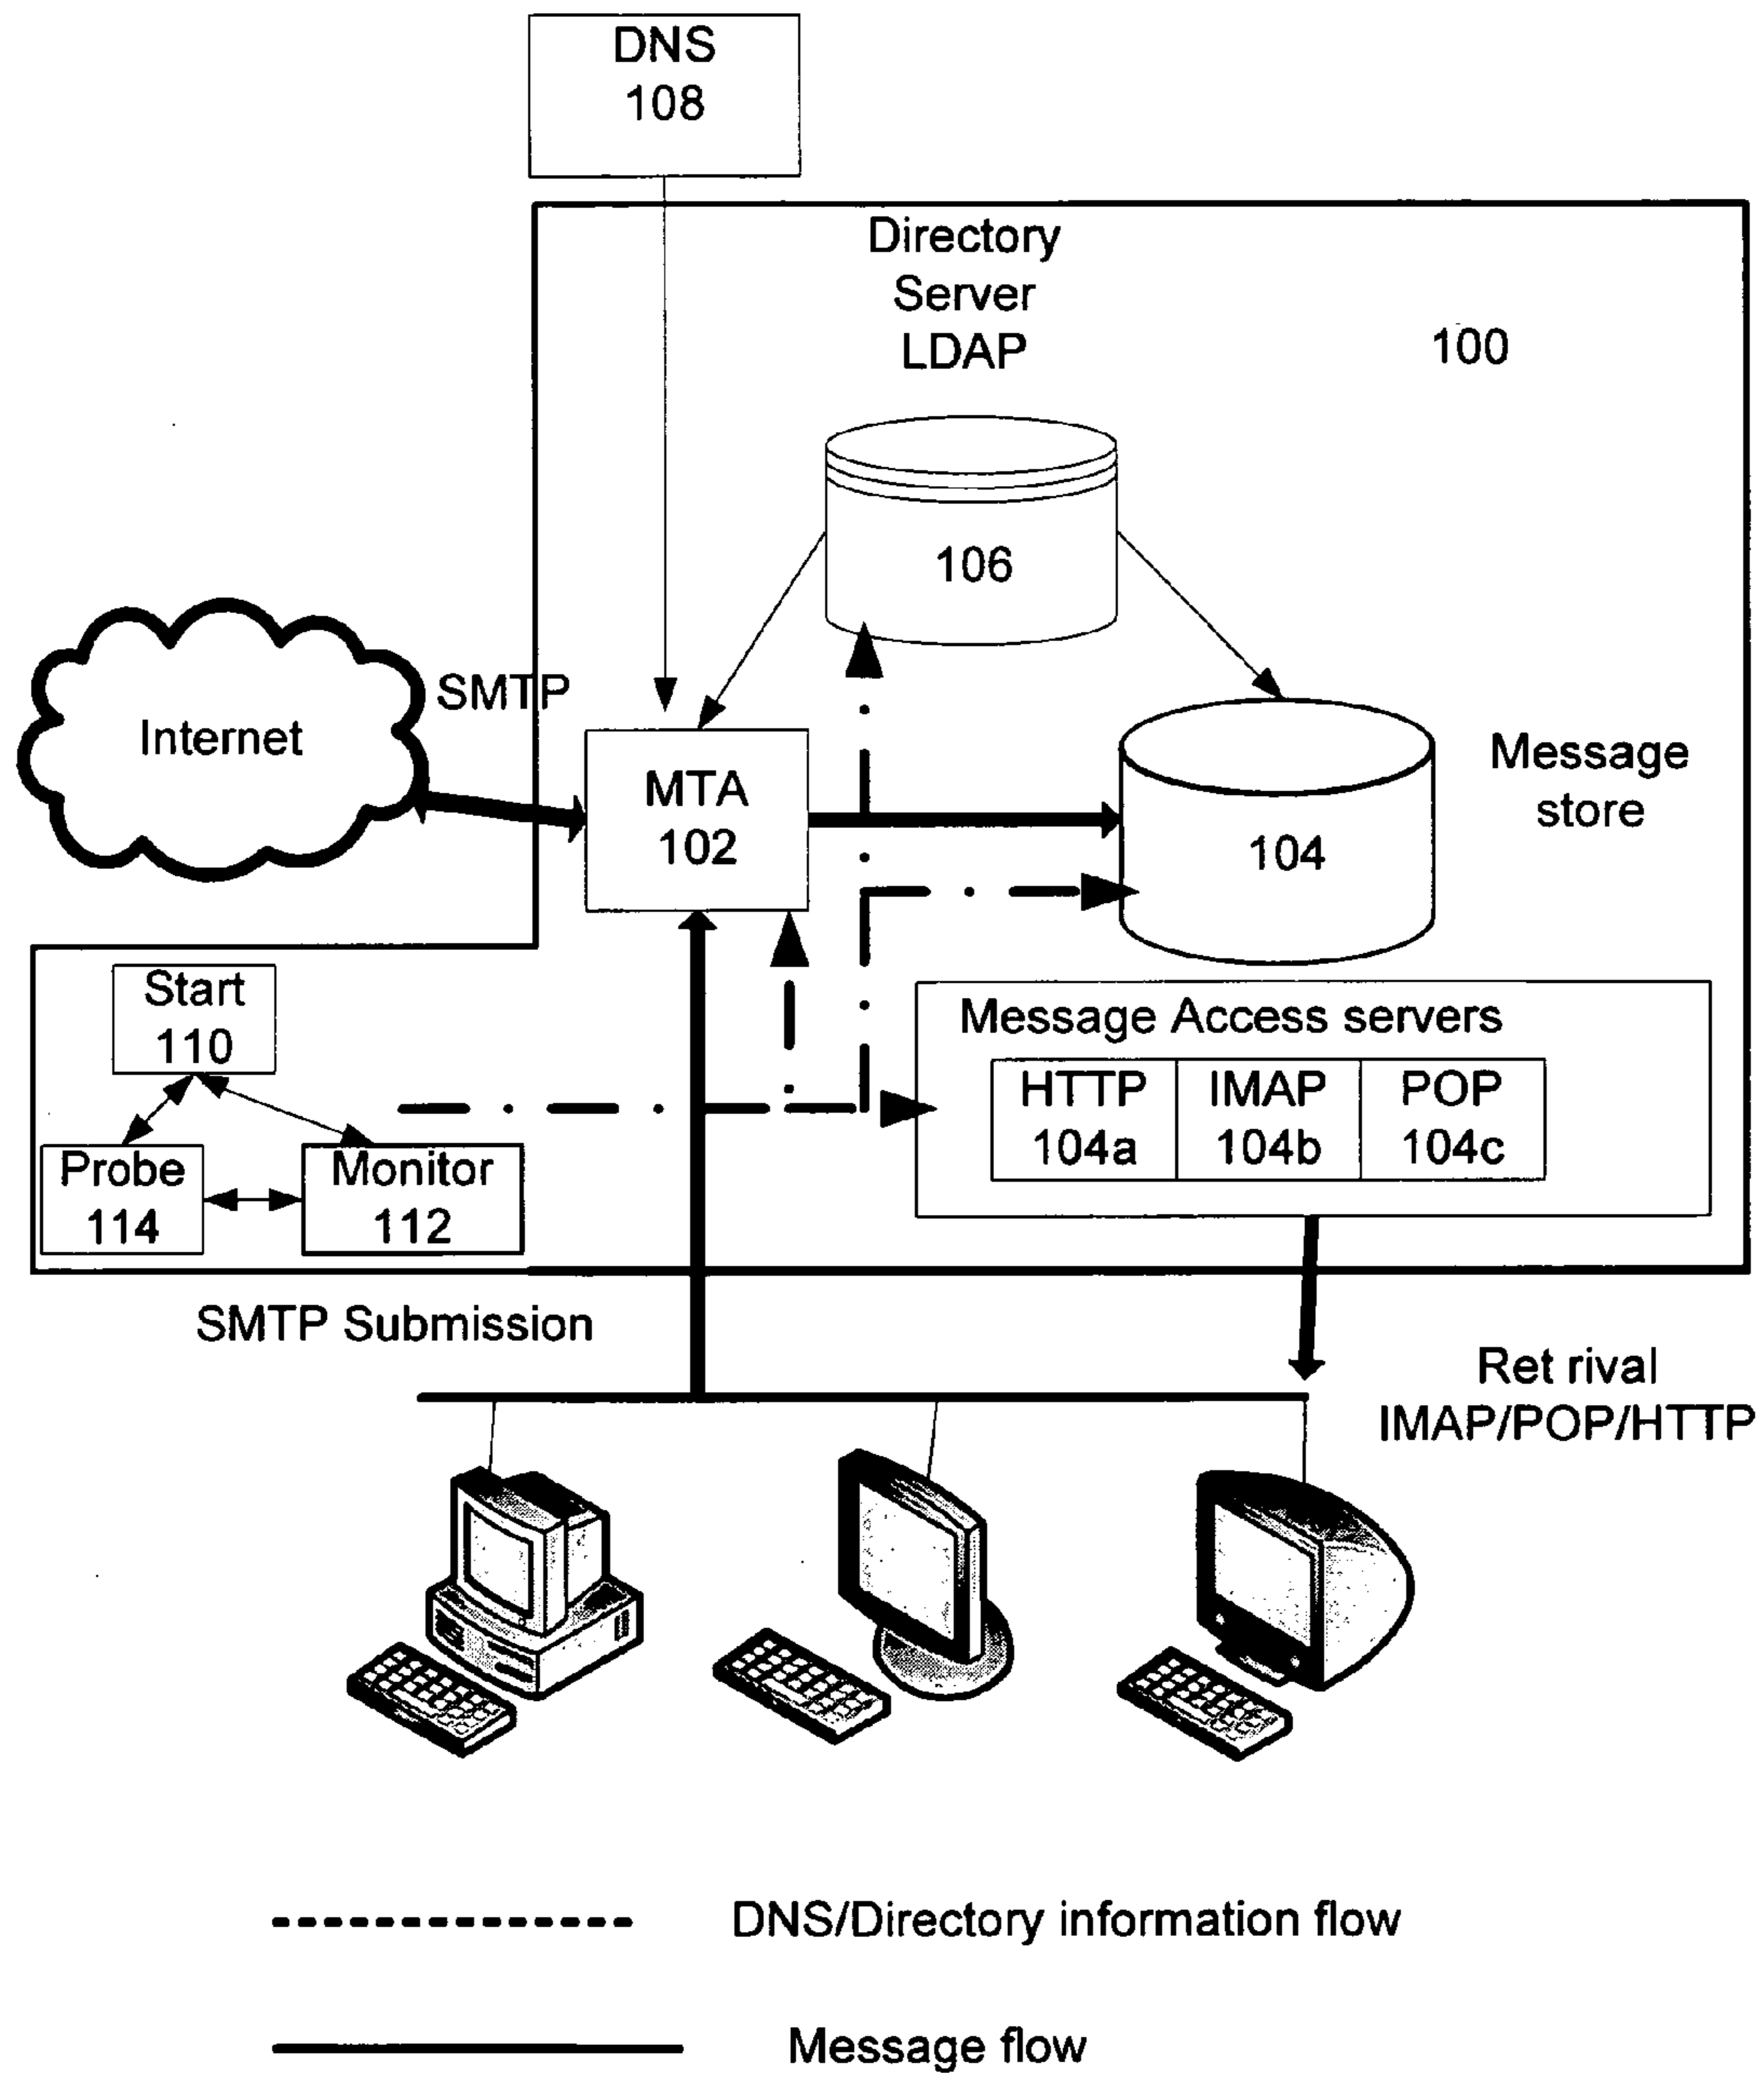 DNS
108
Directory
Server
LDAP
100
106
SMTP
Internet
MTA
102
Message
store
104
Start
110
Message Access servers
HTTP
104a
IMAP
104b
POP
104c
Probe
114
Monitor
112
SMTP Submission
Ret rival
IMAP/POP/HTTP
DNS/Directory information flow
Message flow